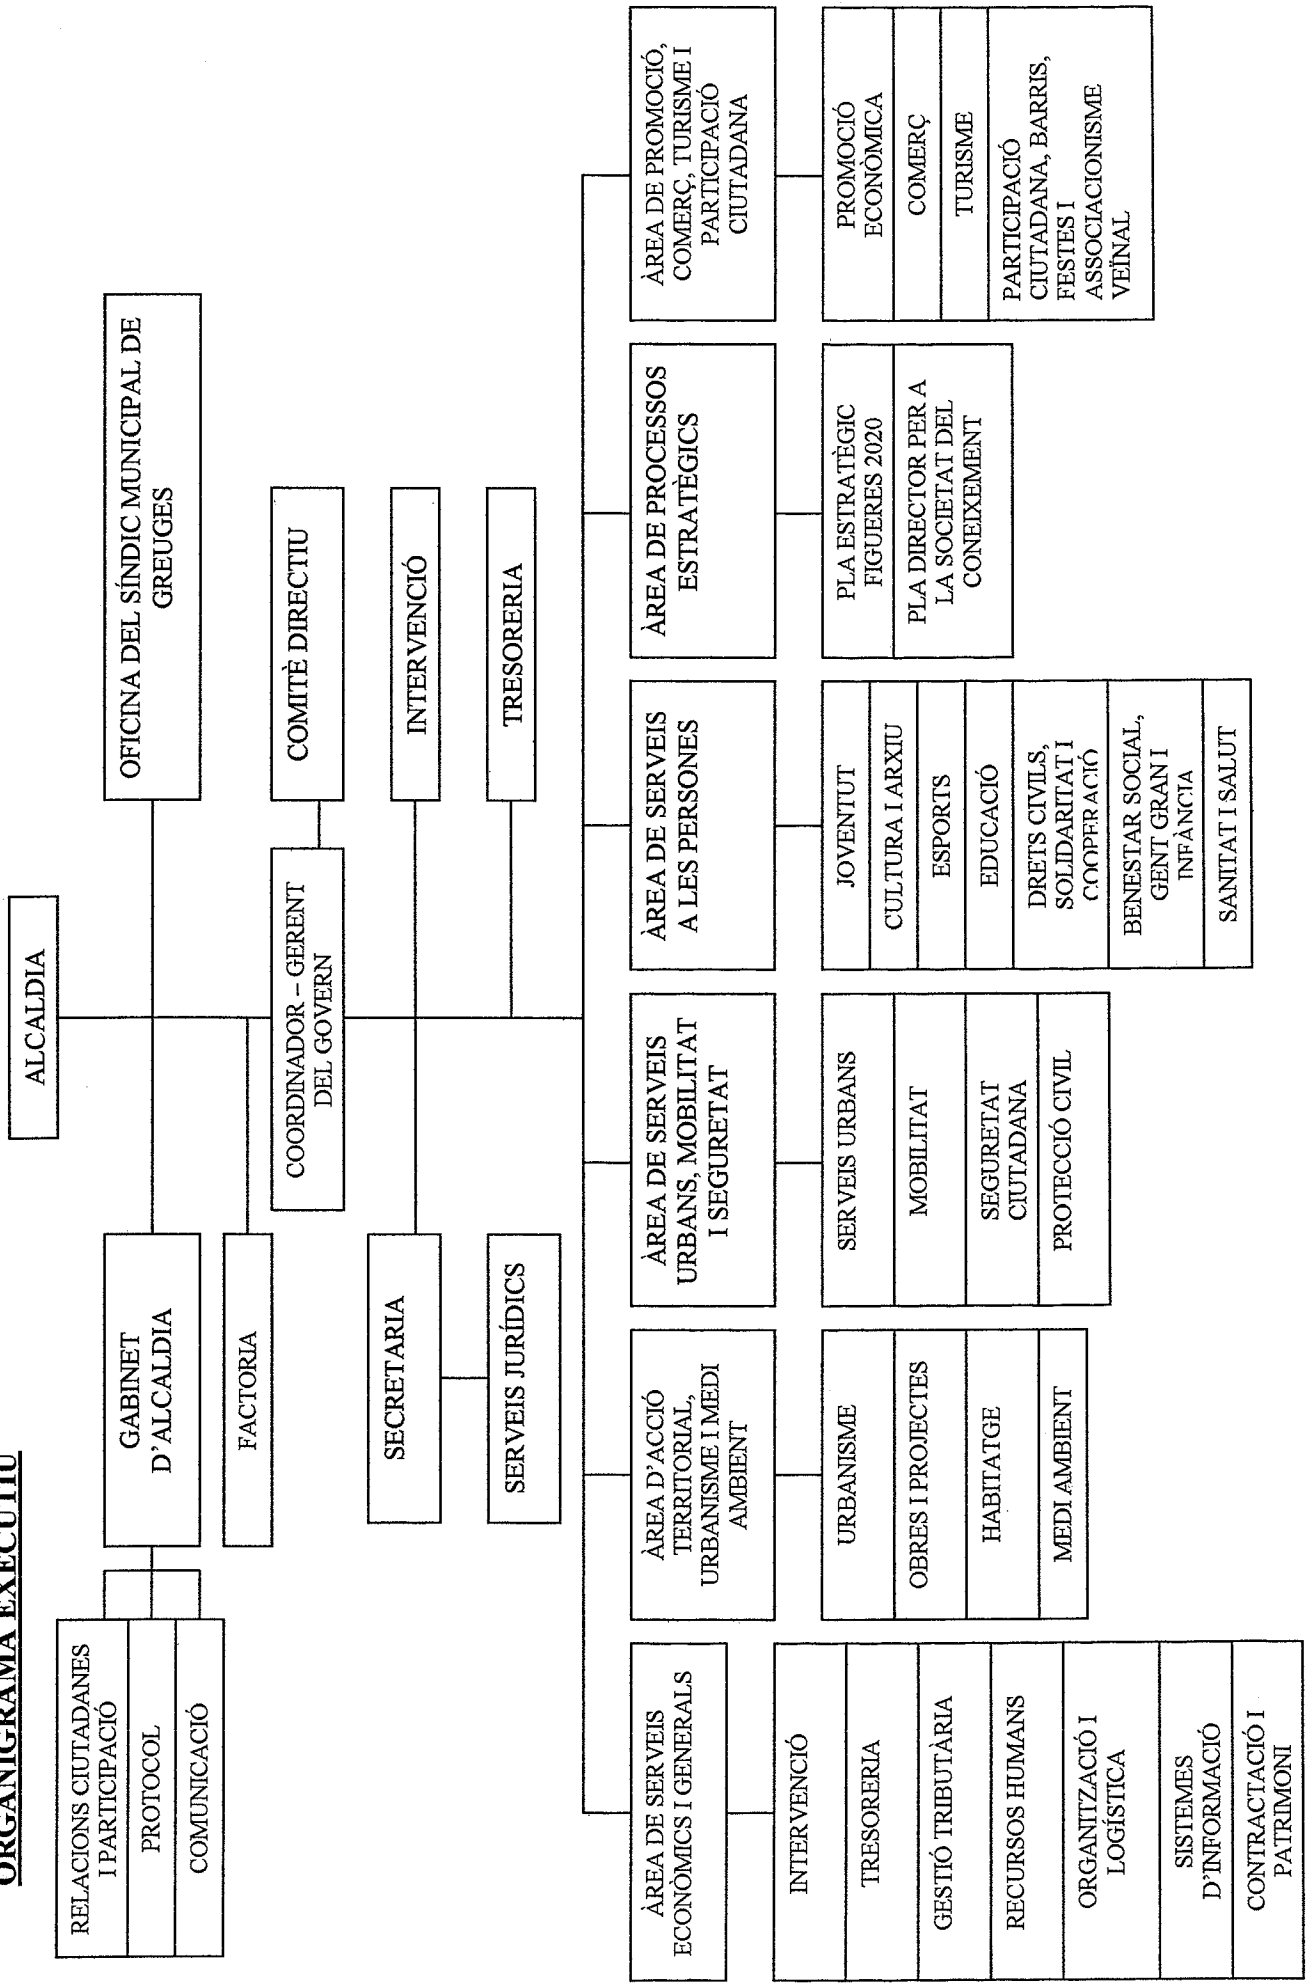 ORGANIGRAMA EXECUTIU
ALCALDIA
RELACIONS CIUTADANES
I PARTICIPACIÓ
PROTOCOL
COMUNICACIÓ
GABINET
D'ALCALDIA
OFICINA DEL SÍNDIC MUNICIPAL DE
GREUGES
FACTORIA
COORDINADOR – GERENT
DEL GOVERN
COMITÈ DIRECTIU
SECRETARIA
INTERVENCIÓ
SERVEIS JURÍDICS
TRESORERIA
ÀREA DE SERVEIS
ECONÒMICS I GENERALS
INTERVENCIÓ
TRESORERIA
GESTIÓ TRIBUTÀRIA
RECURSOS HUMANS
ORGANITZACIÓ I
LOGÍSTICA
SISTEMES
D'INFORMACIÓ
CONTRACTACIÓ I
PATRIMONI
ÀREA D'ACCIÓ
TERRITORIAL,
URBANISME I MEDI
AMBIENT
URBANISME
OBRES I PROJECTES
HABITATGE
MEDI AMBIENT
ÀREA DE SERVEIS
URBANS, MOBILITAT
I SEGURETAT
SERVEIS URBANS
MOBILITAT
SEGURETAT
CIUTADANA
PROTECCIÓ CIVIL
ÀREA DE SERVEIS
A LES PERSONES
JOVENTUT
CULTURA I ARXIU
ESPORTS
EDUCACIÓ
DRETS CIVILS,
SOLIDARITAT I
COOPERACIÓ
BENESTAR SOCIAL,
GENT GRAN I
INFÀNCIA
SANITAT I SALUT
ÀREA DE PROCESSOS
ESTRATÈGICS
PLA ESTRATÈGIC
FIGUERES 2020
PLA DIRECTOR PER A
LA SOCIETAT DEL
CONEIXEMENT
ÀREA DE PROMOCIÓ,
COMERÇ, TURISME I
PARTICIPACIÓ
CIUTADANA
PROMOCIÓ
ECONÒMICA
COMERÇ
TURISME
PARTICIPACIÓ
CIUTADANA, BARRIS,
FESTES I
ASSOCIACIONISME
VEÏNAL